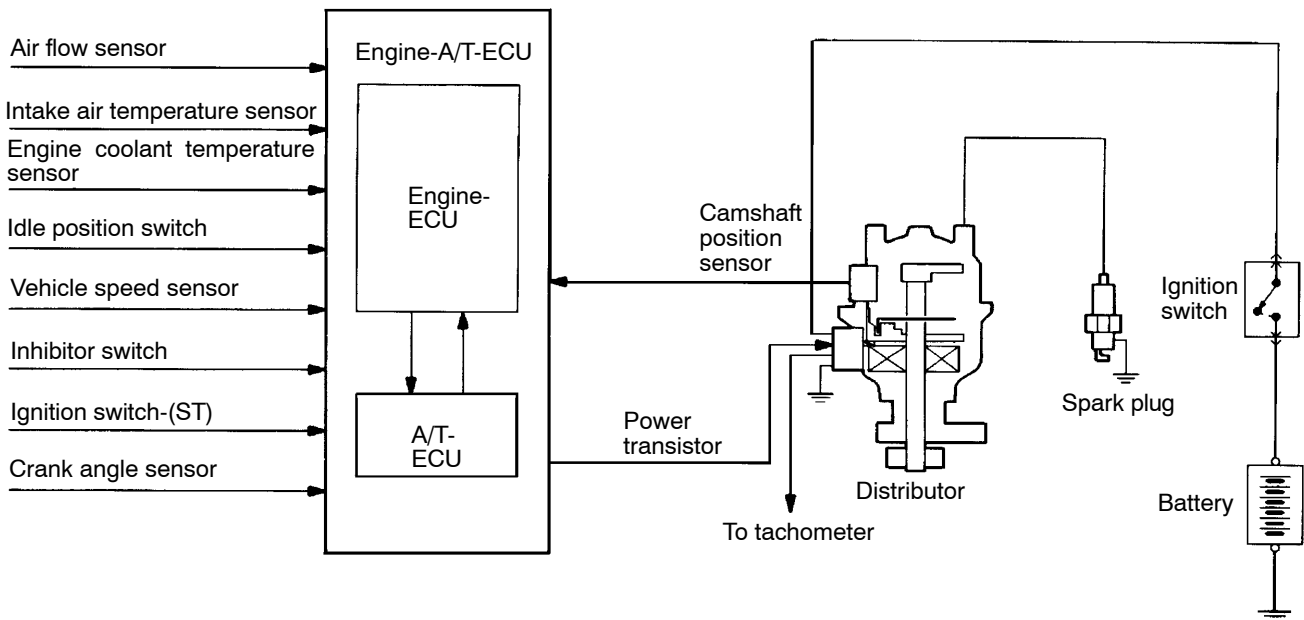 Air flow sensor
Intake air temperature sensor
Engine coolant temperature
sensor
Idle position switch
Vehicle speed sensor
Inhibitor switch
Ignition switch-(ST)
Crank angle sensor
Engine-A/T-ECU
Engine-
ECU
A/T-
ECU
Camshaft
position
sensor
Power
transistor
To tachometer
Distributor
Spark plug
Ignition
switch
Battery